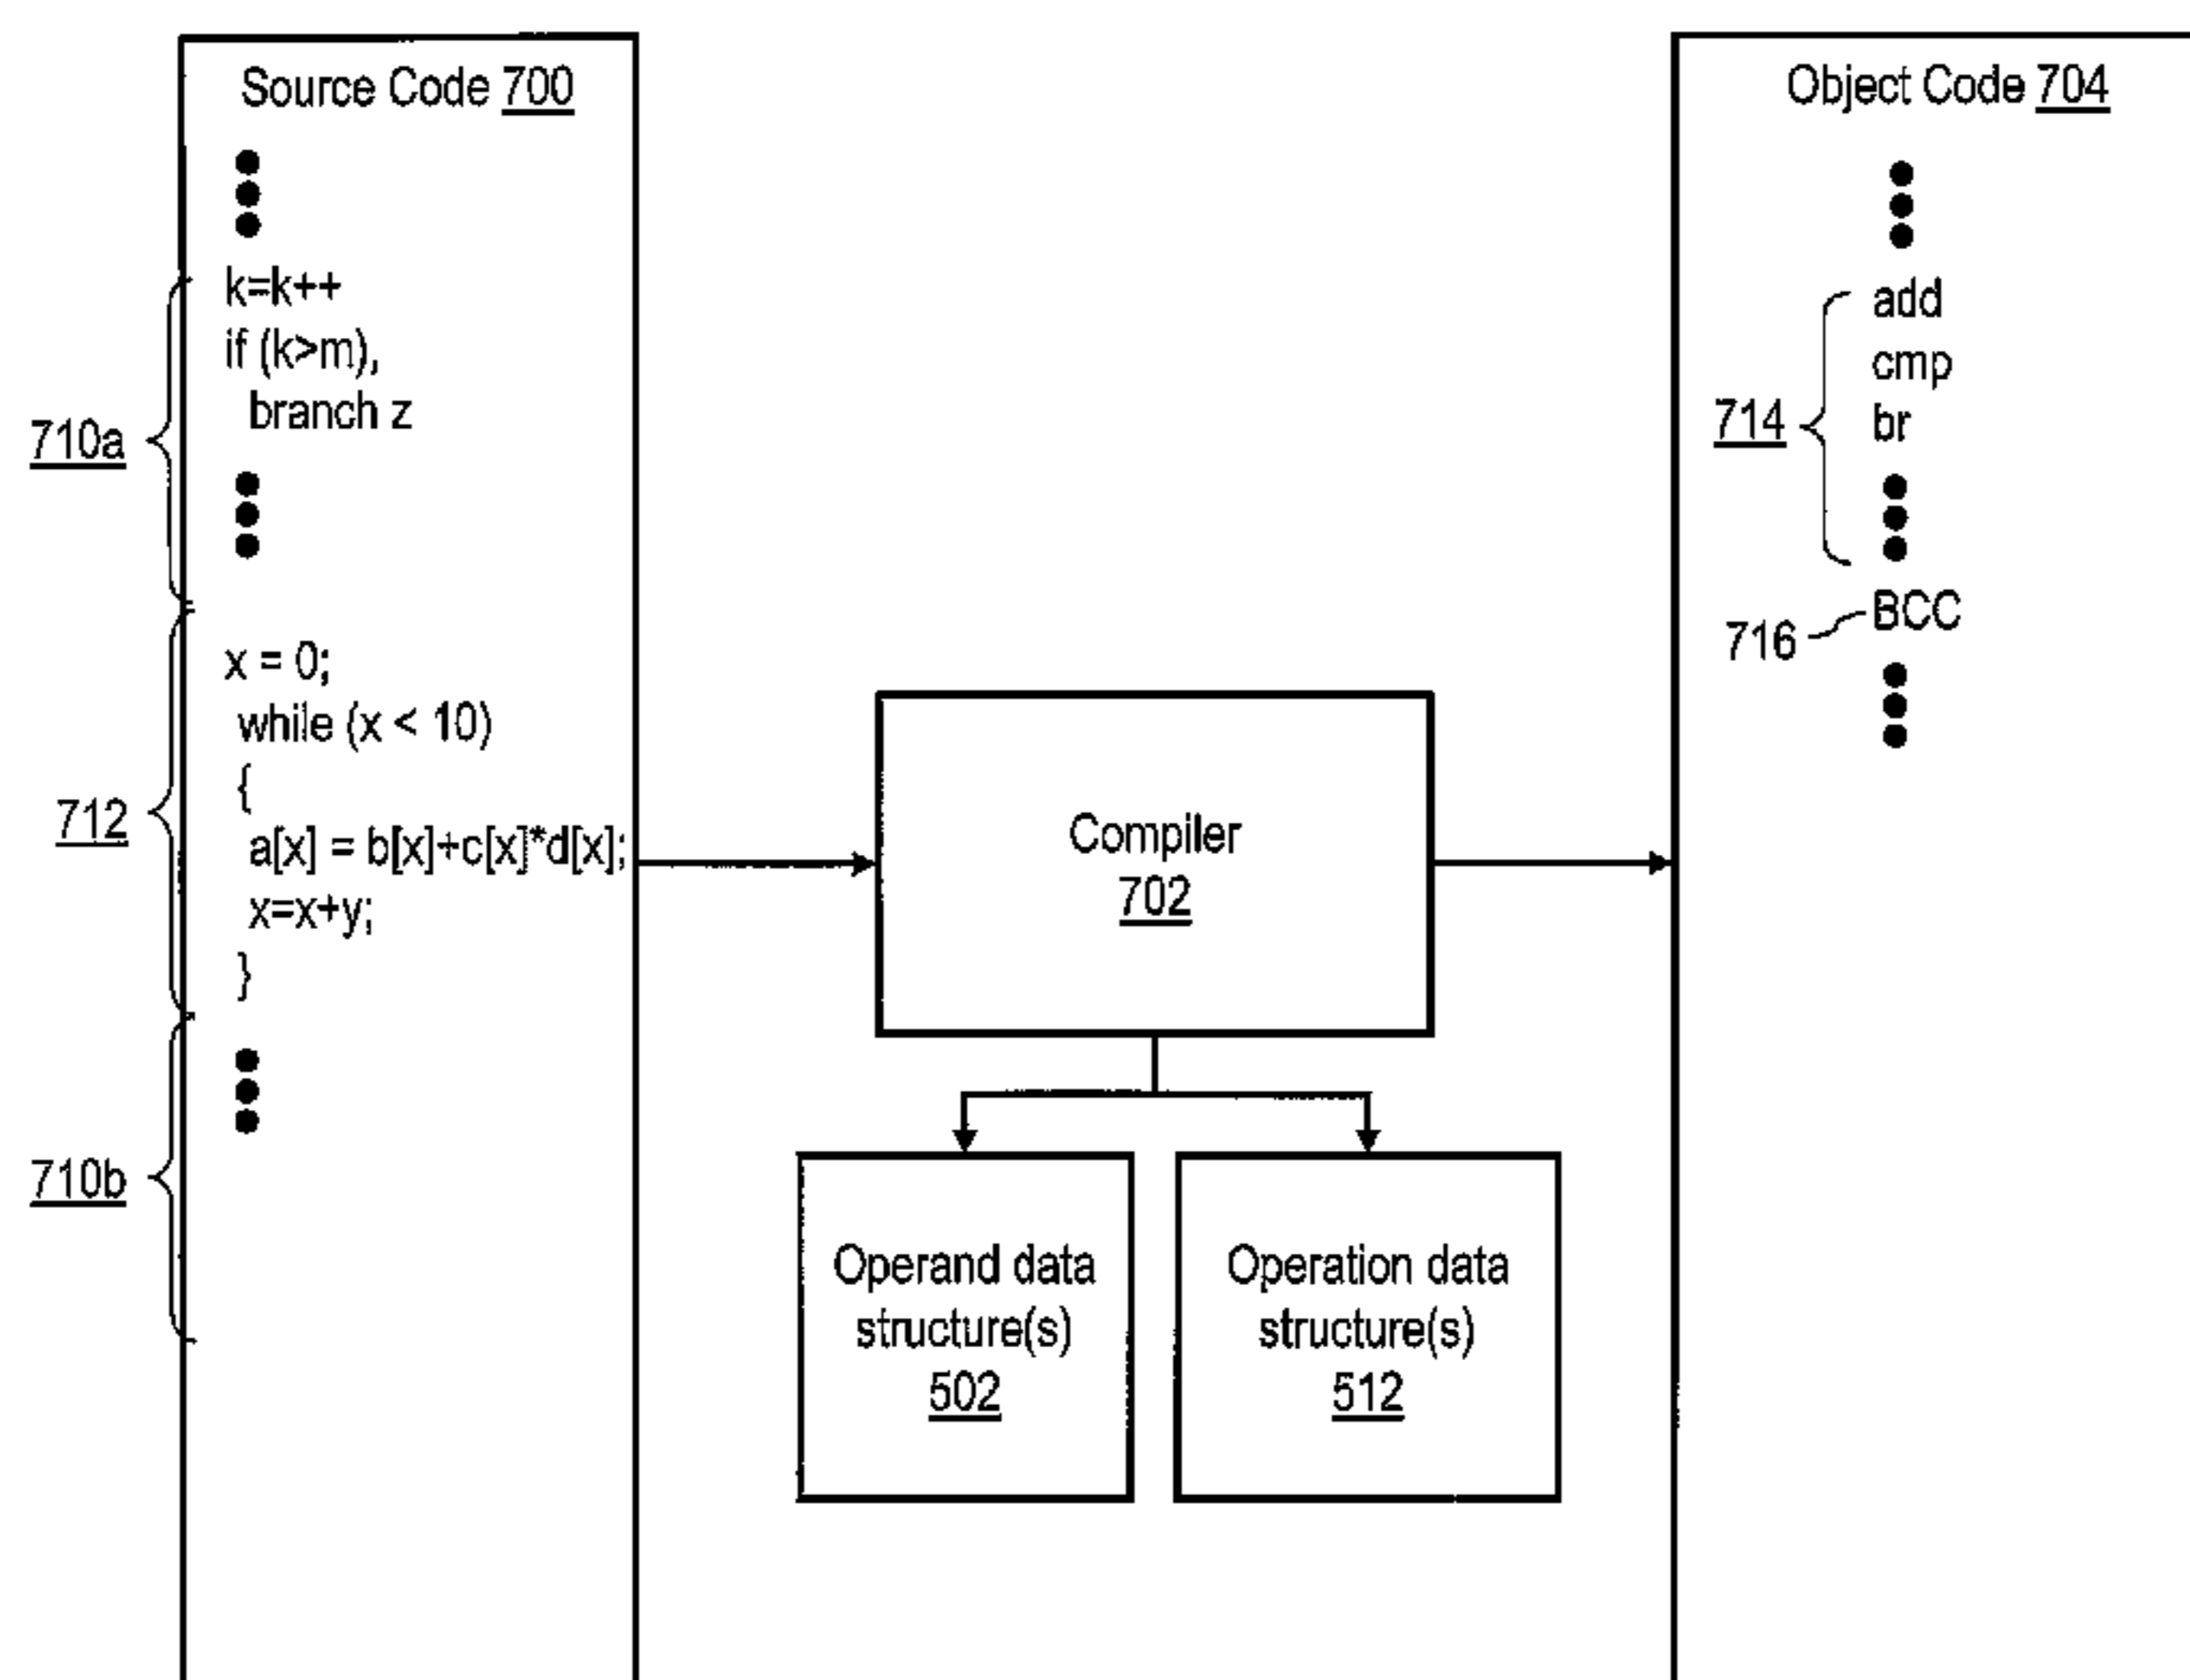 Source Code 700
k=k++
if (k>m),
branch z
710a
x = 0;
while (x < 10)
{
a[x] = b[x]+c[x]*d[x];
x=x+y;
}
712
710b
Compiler
702
Operand data
structure(s)
502
Operation data
structure(s)
512
Object Code 704
add
cmp
br
714
BCC
716